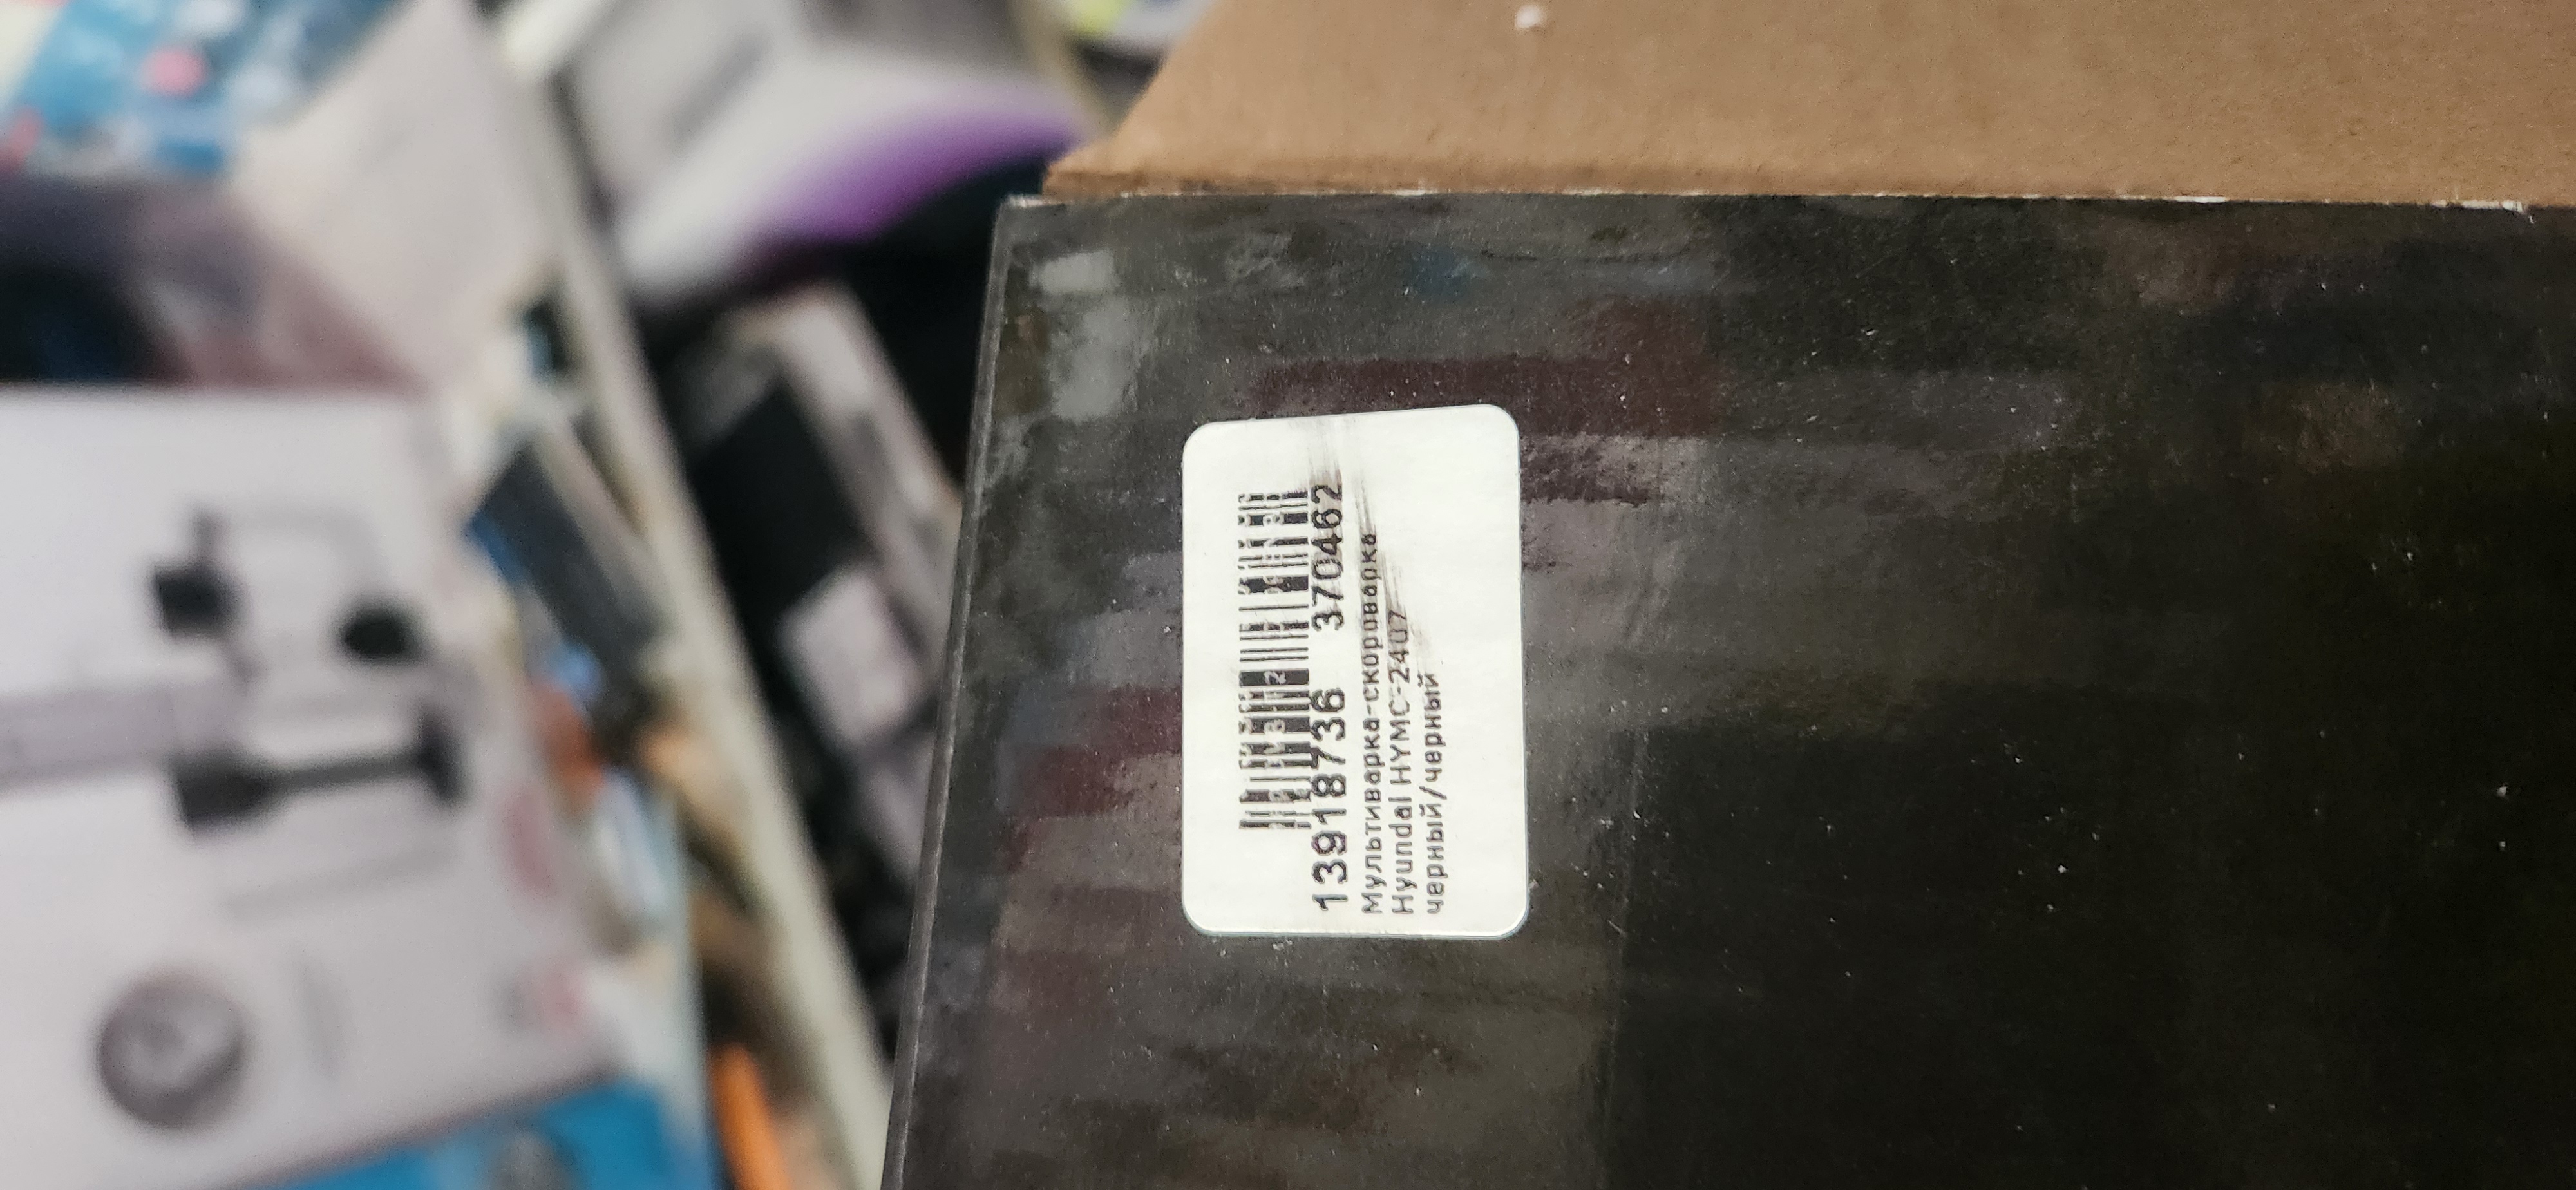 13918736 370462
Мультиварка-скороварка
Hyundai HYMC-2407
черный/черный